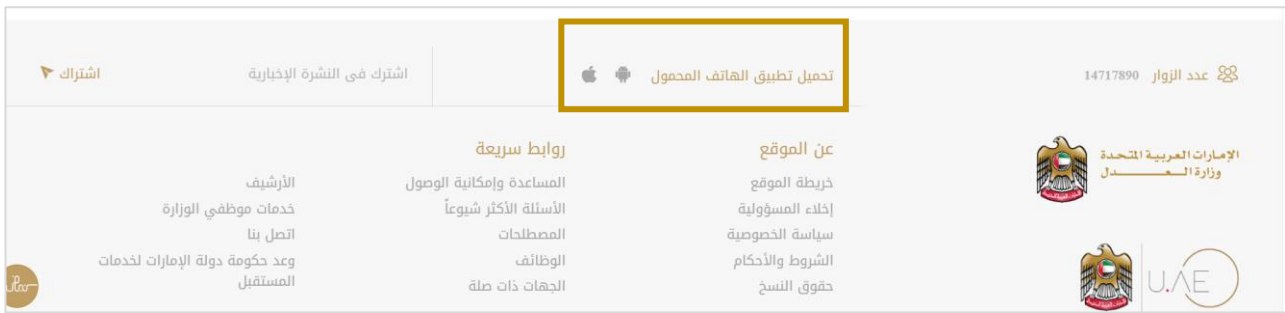 عدد الزوار 14717890
تحميل تطبيق الهاتف المحمول
اشترك في النشرة الإخبارية
اشتراك
الإمارات العربية المتحدة
وزارة العدل
U.AE
عن الموقع
خريطة الموقع
إخلاء المسؤولية
سياسة الخصوصية
الشروط والأحكام
حقوق النسخ
روابط سريعة
المساعدة وإمكانية الوصول
الأسئلة الأكثر شيوعاً
المصطلحات
الوظائف
الجهات ذات صلة
الأرشيف
خدمات موظفي الوزارة
اتصل بنا
وعد حكومة دولة الإمارات لخدمات
المستقبل